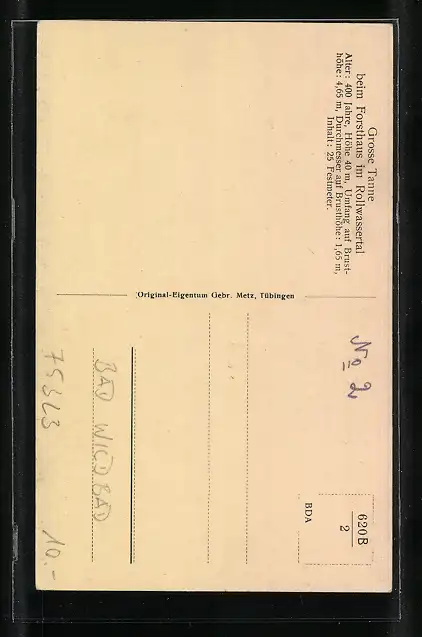 Grosse Tanne
beim Forsthaus im Rollwassertal
Alter: 400 Jahre, Höhe 40 m, Umfang auf Brust-
höhe: 4,65 m, Durchmesser auf Brusthöhe: 1,65 m,
Inhalt: 25 Festmeter.
Original-Eigentum Gebr. Metz, Tübingen
No 2
620B
2
BDA
BAD WILDBAD
75323
10.-